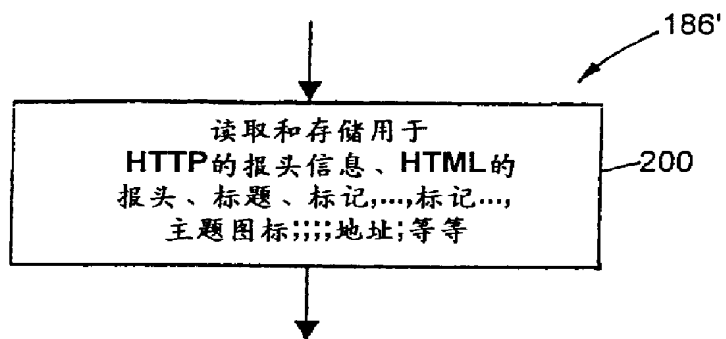 186'
读取和存储用于
HTTP的报头信息、HTML的
报头、标题、标记,...,标记...,
主题图标;;;;地址;等等
200